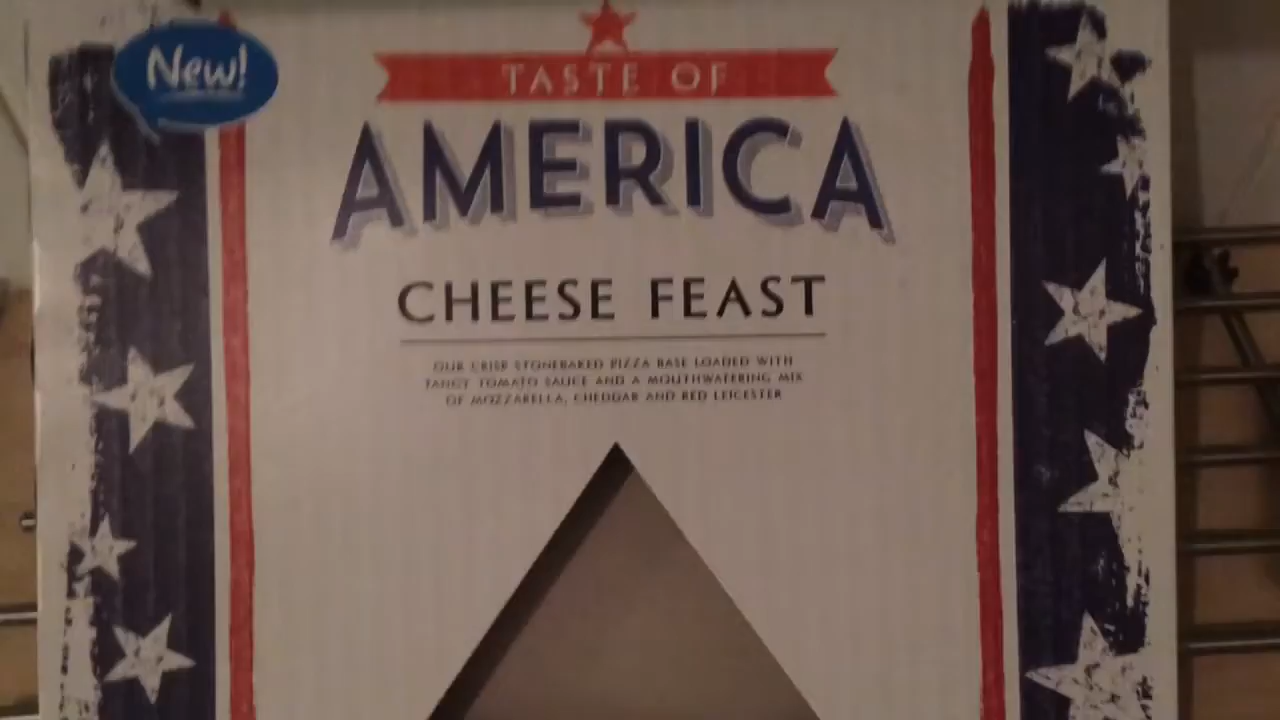 New!
TASTE OF
AMERICA
CHEESE FEAST
OUR CRISP STONEBAKED PIZZA BASE LOADED WITH
TANGY TOMATO SAUCE AND A MOUTHWATERING MIX
OF MOZZARELLA, CHEDDAR AND RED LEICESTER